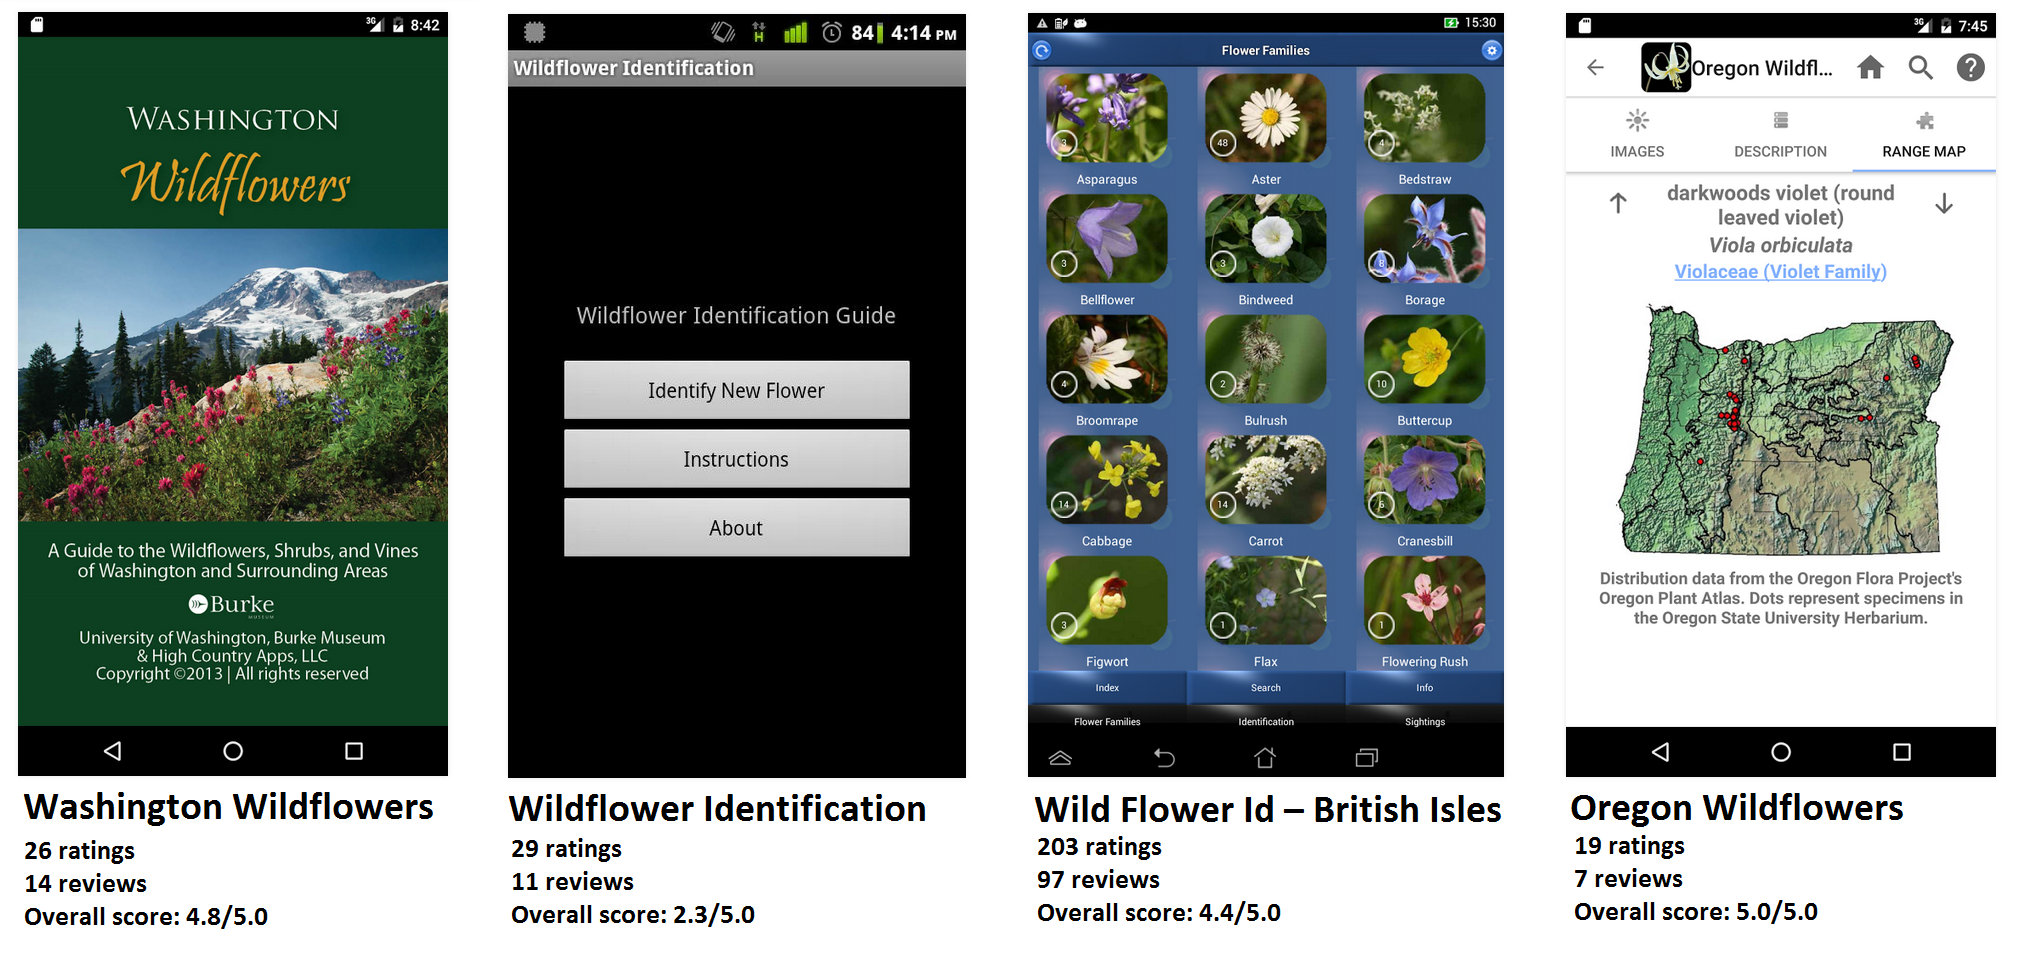 3G 8:42
WASHINGTON
Wildflowers
A Guide to the Wildflowers, Shrubs, and Vines
of Washington and Surrounding Areas
Burke
MUSEUM
University of Washington, Burke Museum
& High Country Apps, LLC
Copyright ©2013 | All rights reserved
Washington Wildflowers
26 ratings
14 reviews
Overall score: 4.8/5.0
H 84 4:14 PM
Wildflower Identification
Wildflower Identification Guide
Identify New Flower
Instructions
About
Wildflower Identification
29 ratings
11 reviews
Overall score: 2.3/5.0
15:30
Flower Families
3 48 4
Asparagus Aster Bedstraw
3 3 8
Bellflower Bindweed Borage
4 2 10
Broomrape Bulrush Buttercup
14 14 6
Cabbage Carrot Cranesbill
3 1 1
Figwort Flax Flowering Rush
Index Search Info
Flower Families Identification Sightings
Wild Flower Id – British Isles
203 ratings
97 reviews
Overall score: 4.4/5.0
3G 7:45
Oregon Wildfl...
?
IMAGES DESCRIPTION RANGE MAP
darkwoods violet (round
leaved violet)
Viola orbiculata
Violaceae (Violet Family)
Distribution data from the Oregon Flora Project's
Oregon Plant Atlas. Dots represent specimens in
the Oregon State University Herbarium.
Oregon Wildflowers
19 ratings
7 reviews
Overall score: 5.0/5.0